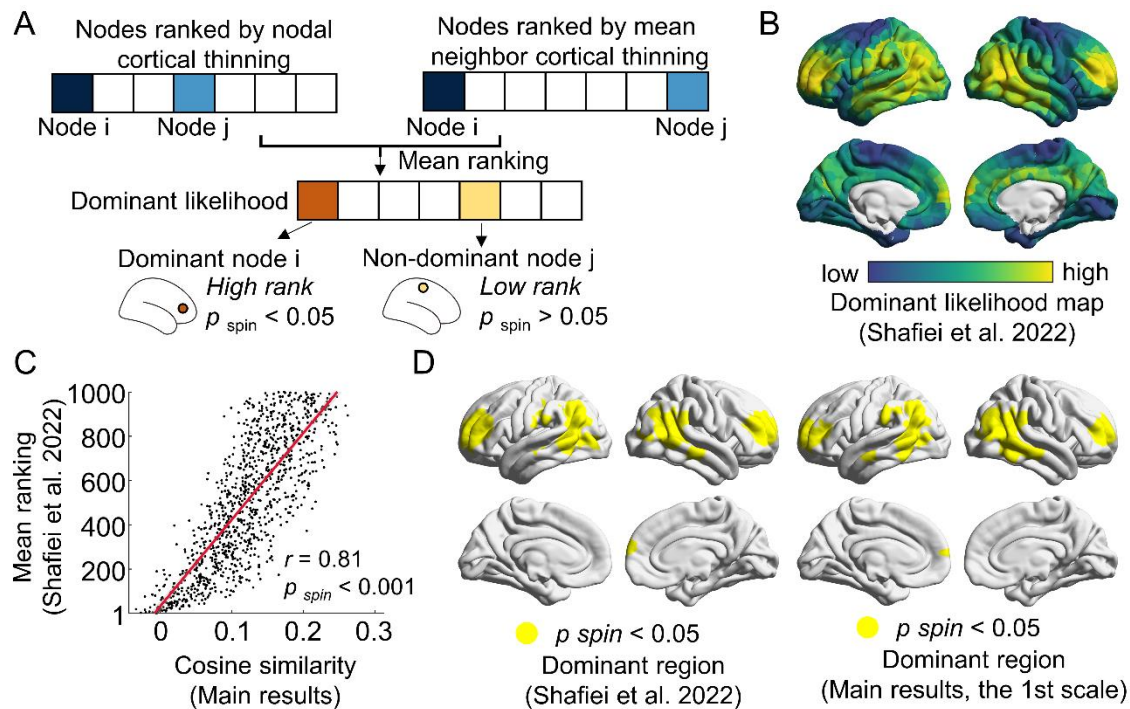 A
Nodes ranked by nodal
cortical thinning
Node i
Node j
Nodes ranked by mean
neighbor cortical thinning
Node i
Node j
Mean ranking
Dominant likelihood
Dominant node i
High rank
p spin < 0.05
Non-dominant node j
Low rank
p spin > 0.05
B
low
high
Dominant likelihood map
(Shafiei et al. 2022)
C
Mean ranking
(Shafiei et al. 2022)
1000
800
600
400
200
1
r = 0.81
p spin < 0.001
0
0.1
0.2
0.3
Cosine similarity
(Main results)
D
p spin < 0.05
Dominant region
(Shafiei et al. 2022)
p spin < 0.05
Dominant region
(Main results, the 1st scale)